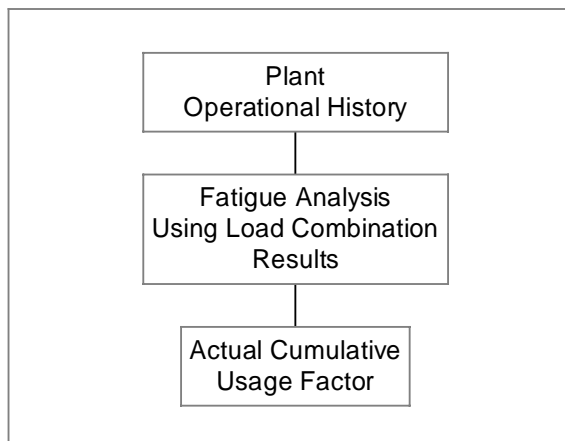 Plant
Operational History
Fatigue Analysis
Using Load Combination
Results
Actual Cumulative
Usage Factor